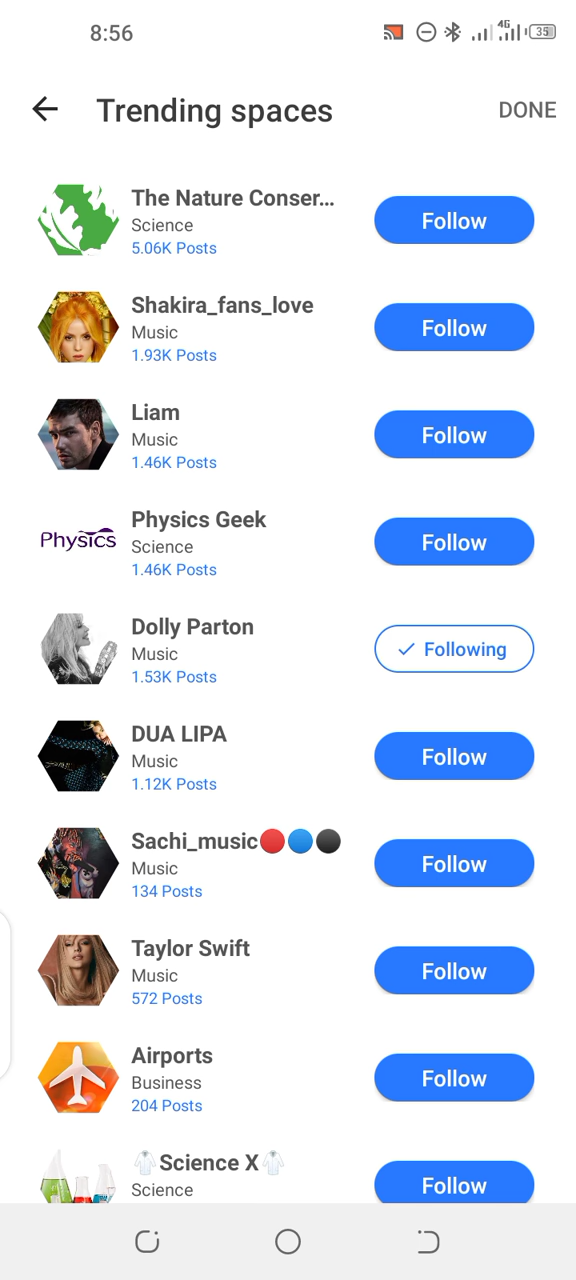 8:56
4G
35
Trending spaces
DONE
The Nature Conser...
Science
5.06K Posts
Follow
Shakira_fans_love
Music
1.93K Posts
Follow
Liam
Music
1.46K Posts
Follow
Physics
Physics Geek
Science
1.46K Posts
Follow
Dolly Parton
Music
1.53K Posts
Following
DUA LIPA
Music
1.12K Posts
Follow
Sachi_music🔴🔵⚫
Music
134 Posts
Follow
Taylor Swift
Music
572 Posts
Follow
Airports
Business
204 Posts
Follow
🥼Science X🥼
Science
Follow